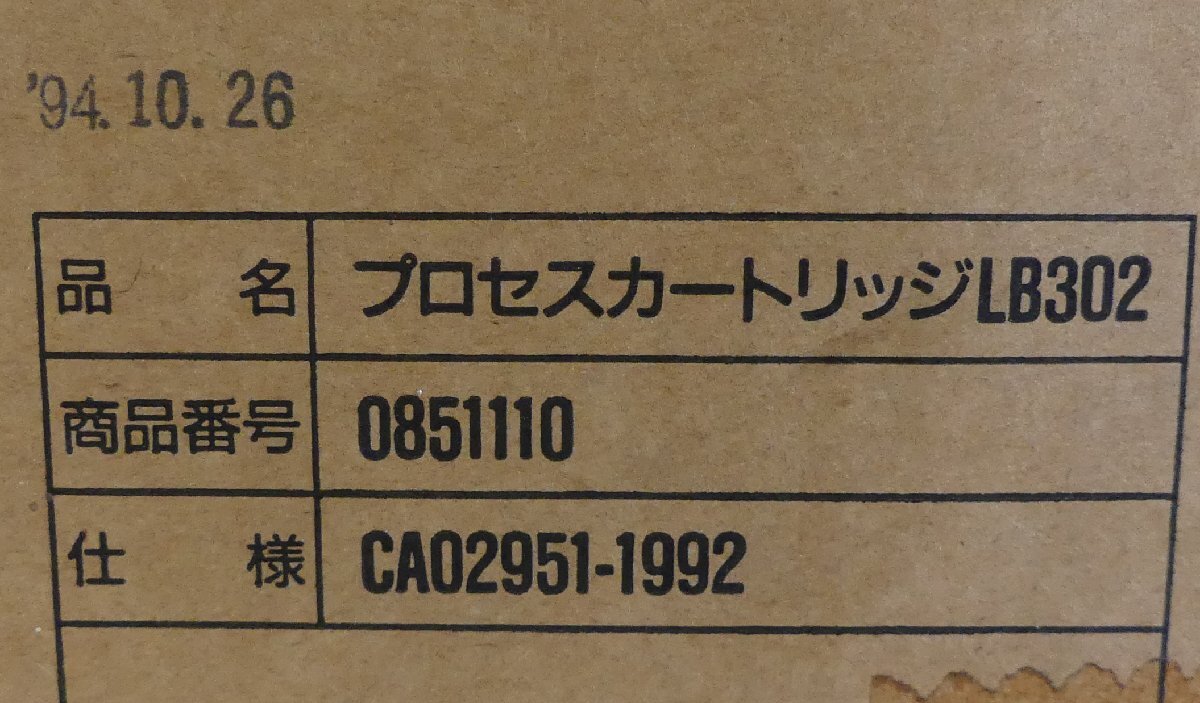 '94.10.26
品名 プロセスカートリッジLB302
商品番号 0851110
仕様 CA02951-1992